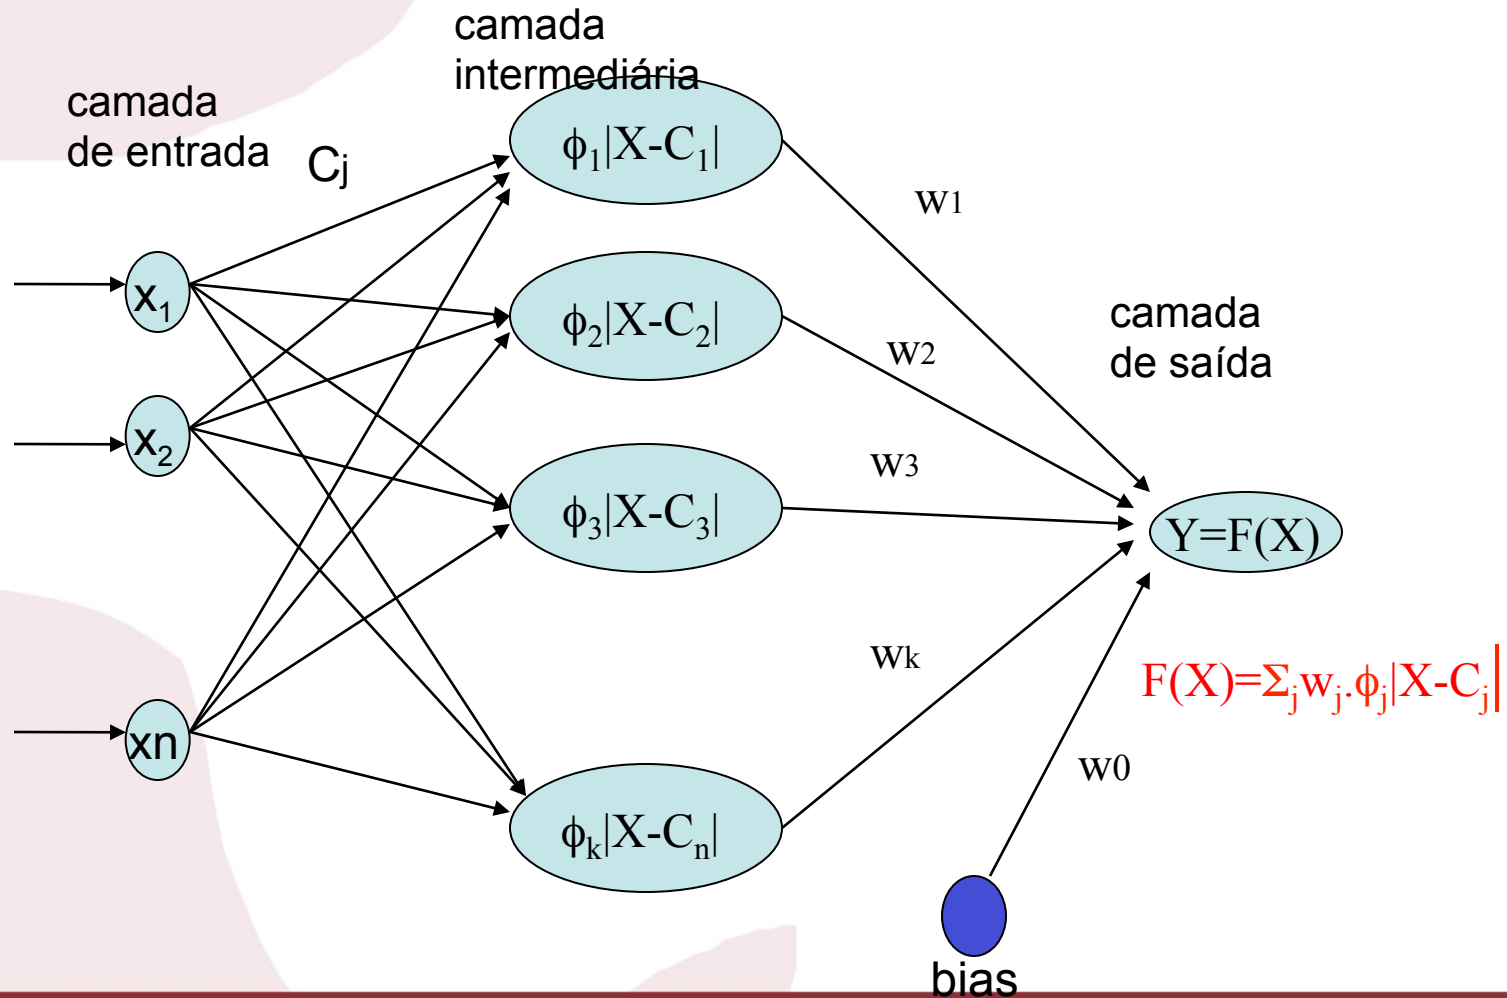 camada
intermediária
camada
de entrada
Cj
ϕ₁|X-C₁|
w1
x₁
ϕ₂|X-C₂|
w2
camada
de saída
x₂
ϕ₃|X-C₃|
w3
Y=F(X)
wk
F(X)=Σⱼwⱼ.ϕⱼ|X-Cⱼ|
xn
w0
ϕₖ|X-Cₙ|
bias